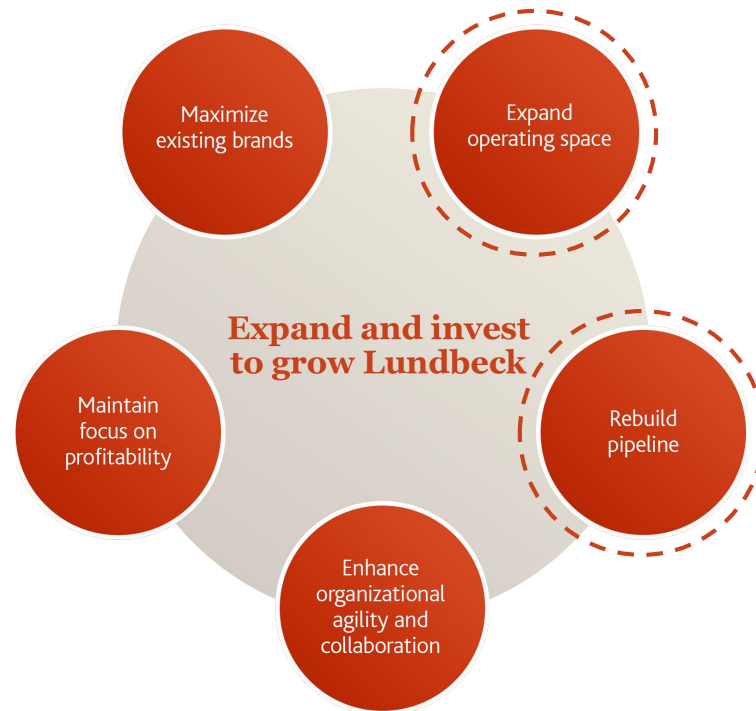 Maximize
existing brands
Expand
operating space
Expand and invest
to grow Lundbeck
Maintain
focus on
profitability
Rebuild
pipeline
Enhance
organizational
agility and
collaboration